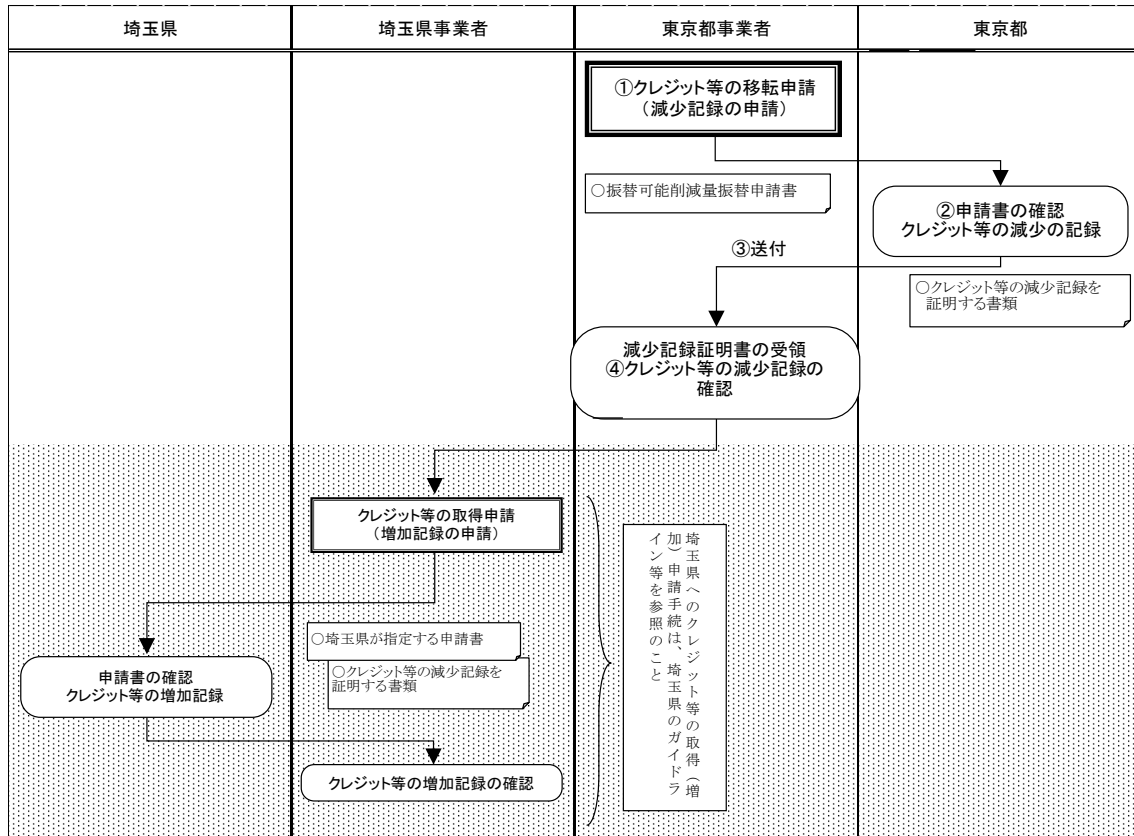 埼玉県
埼玉県事業者
東京都事業者
東京都
①クレジット等の移転申請
（減少記録の申請）
○振替可能削減量振替申請書
②申請書の確認
クレジット等の減少の記録
③送付
○クレジット等の減少記録を
証明する書類
減少記録証明書の受領
④クレジット等の減少記録の
確認
クレジット等の取得申請
（増加記録の申請）
埼玉県へのクレジット等の取得（増
加）申請手続は、埼玉県のガイドラ
イン等を参照のこと
○埼玉県が指定する申請書
○クレジット等の減少記録を
証明する書類
申請書の確認
クレジット等の増加記録
クレジット等の増加記録の確認